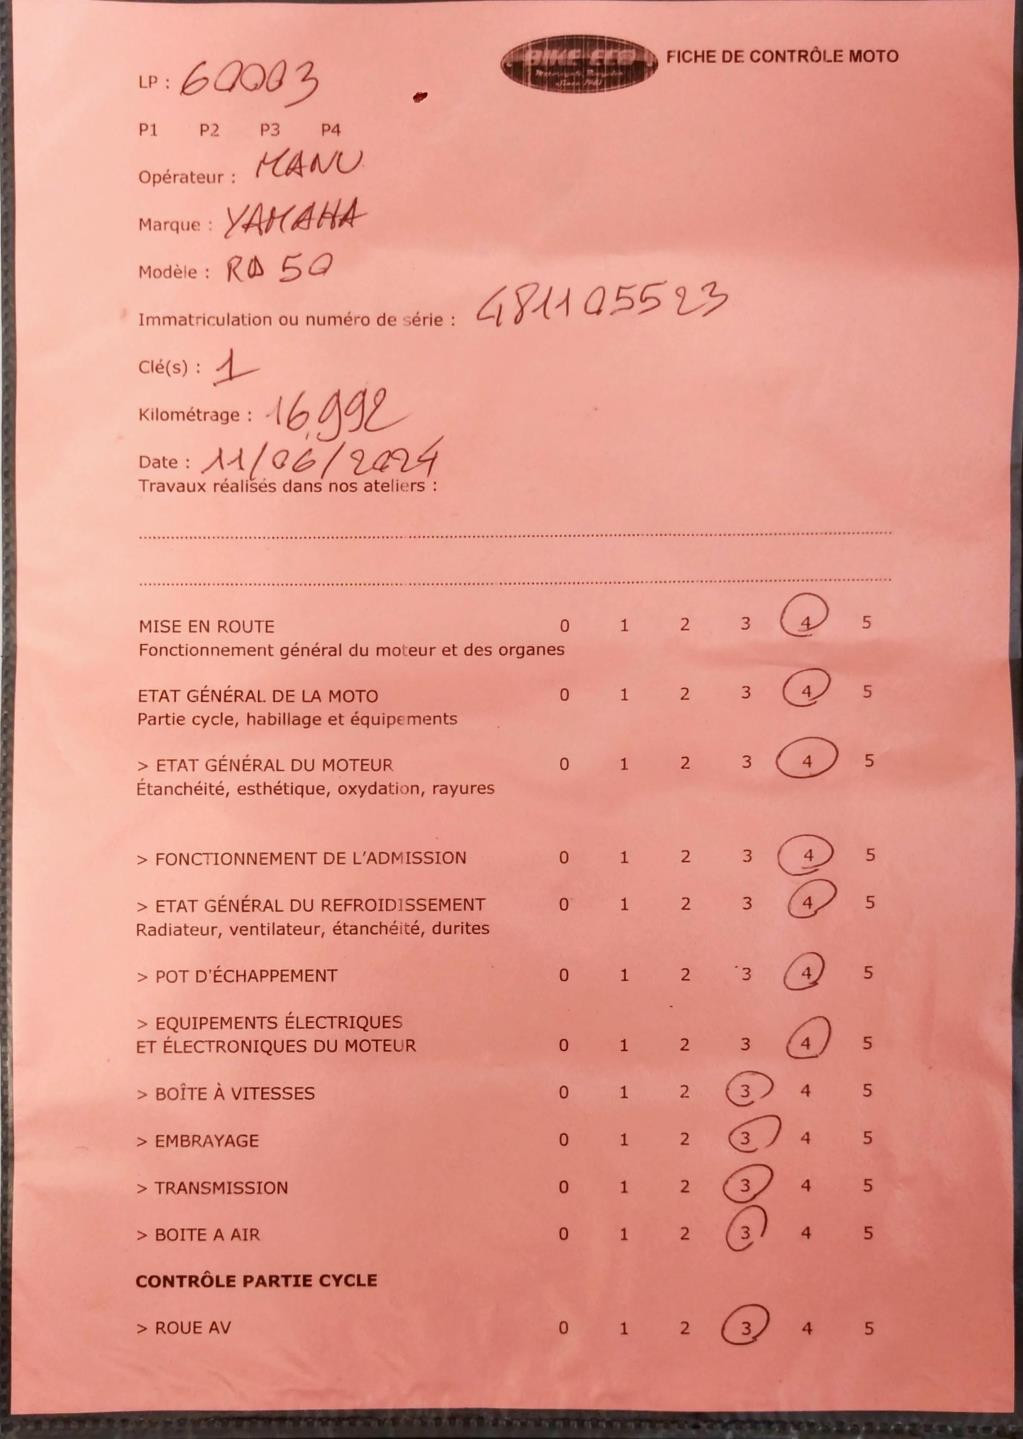 BIKE-ECO
FICHE DE CONTRÔLE MOTO
LP : 60003
P1 P2 P3 P4
Opérateur : MANU
Marque : YAMAHA
Modèle : RD 50
Immatriculation ou numéro de série : 481105523
Clé(s) : 1
Kilométrage : 16,992
Date : 11/06/2024
Travaux réalisés dans nos ateliers :
MISE EN ROUTE 0 1 2 3 4 5
Fonctionnement général du moteur et des organes
ETAT GÉNÉRAL DE LA MOTO 0 1 2 3 4 5
Partie cycle, habillage et équipements
> ETAT GÉNÉRAL DU MOTEUR 0 1 2 3 4 5
Étanchéité, esthétique, oxydation, rayures
> FONCTIONNEMENT DE L'ADMISSION 0 1 2 3 4 5
> ETAT GÉNÉRAL DU REFROIDISSEMENT 0 1 2 3 4 5
Radiateur, ventilateur, étanchéité, durites
> POT D'ÉCHAPPEMENT 0 1 2 3 4 5
> EQUIPEMENTS ÉLECTRIQUES
ET ÉLECTRONIQUES DU MOTEUR 0 1 2 3 4 5
> BOÎTE À VITESSES 0 1 2 3 4 5
> EMBRAYAGE 0 1 2 3 4 5
> TRANSMISSION 0 1 2 3 4 5
> BOITE A AIR 0 1 2 3 4 5
CONTRÔLE PARTIE CYCLE
> ROUE AV 0 1 2 3 4 5